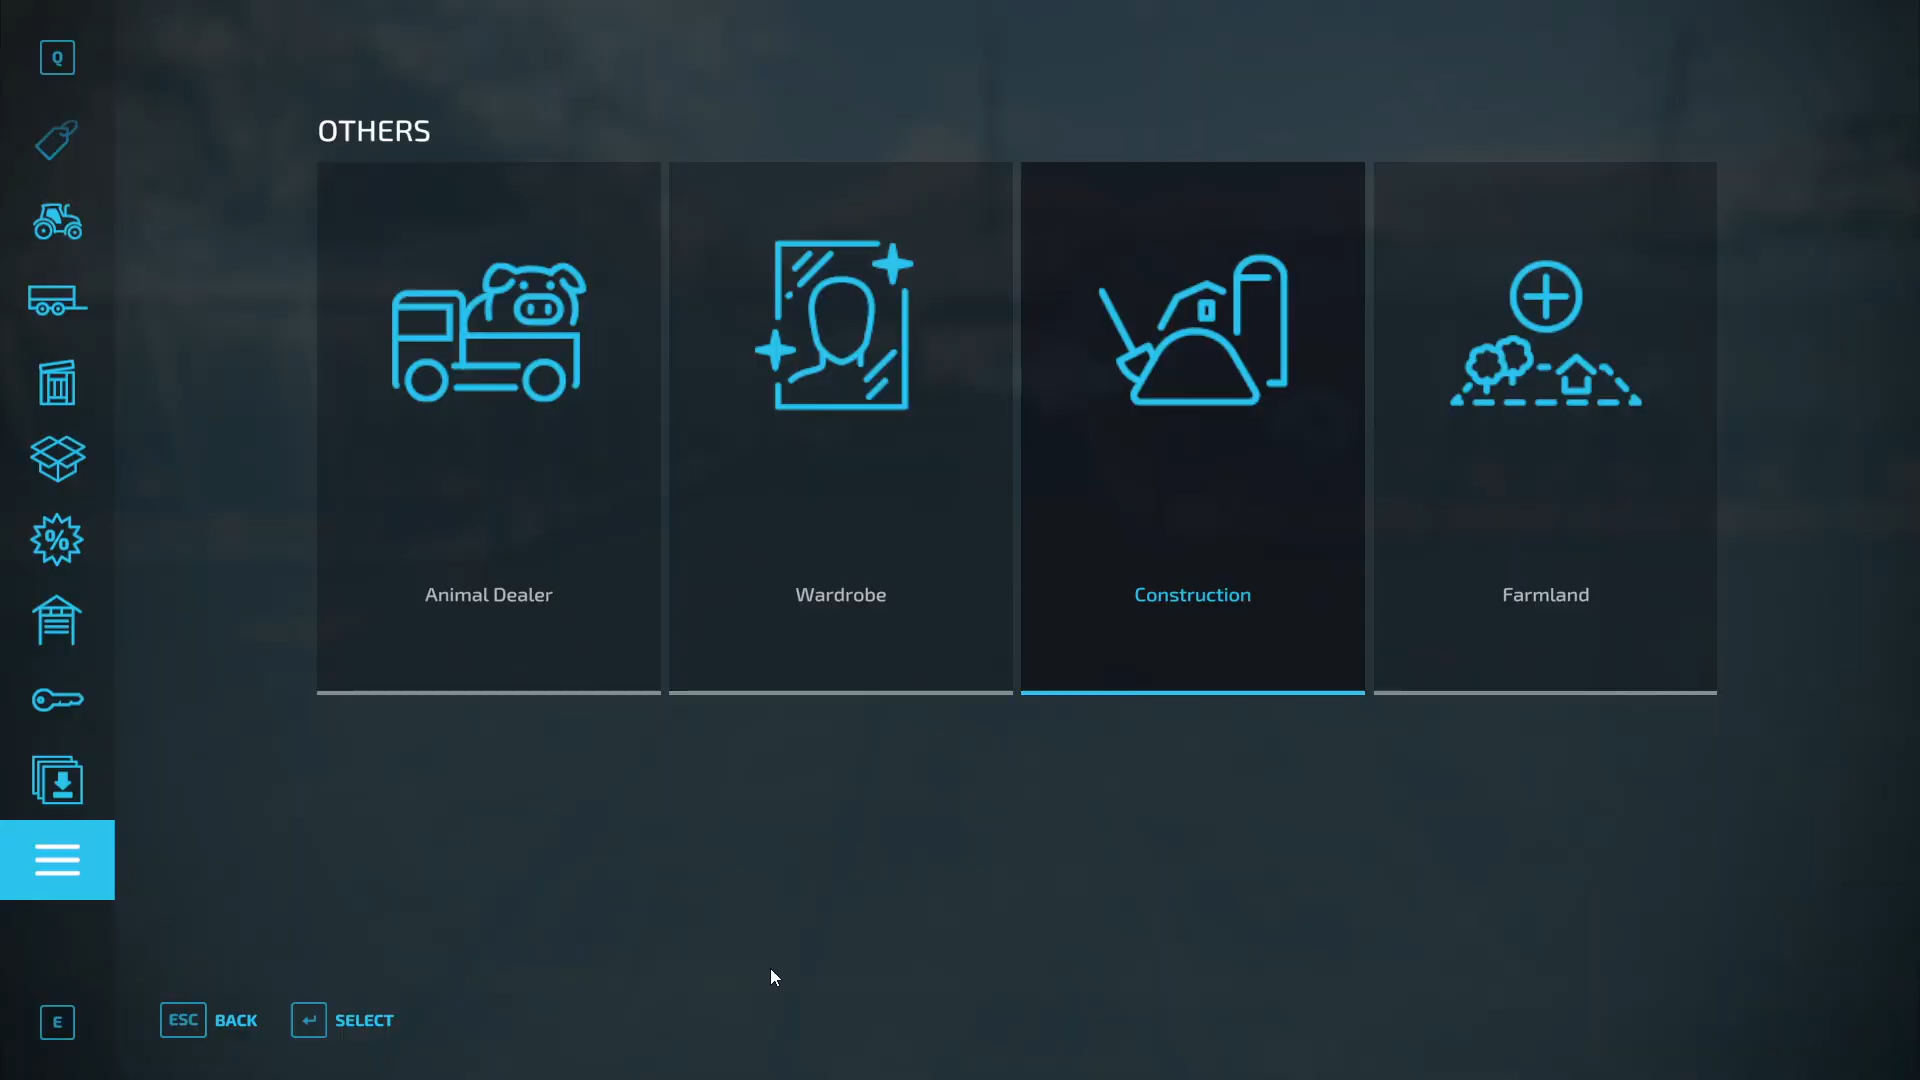 Q
OTHERS
%
Animal Dealer
Wardrobe
Construction
Farmland
E
ESC BACK
SELECT